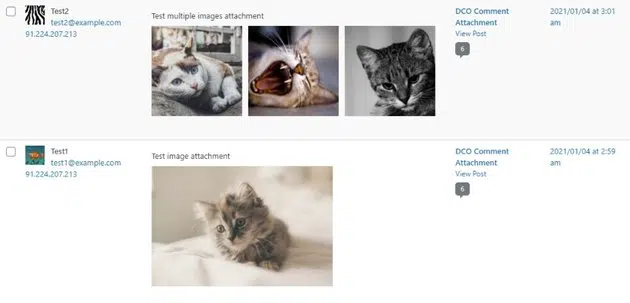 Test2
test2@example.com
91.224.207.213
Test multiple images attachment
DCO Comment
Attachment
View Post
6
2021/01/04 at 3:01
am
Test1
test1@example.com
91.224.207.213
Test image attachment
DCO Comment
Attachment
View Post
6
2021/01/04 at 2:59
am